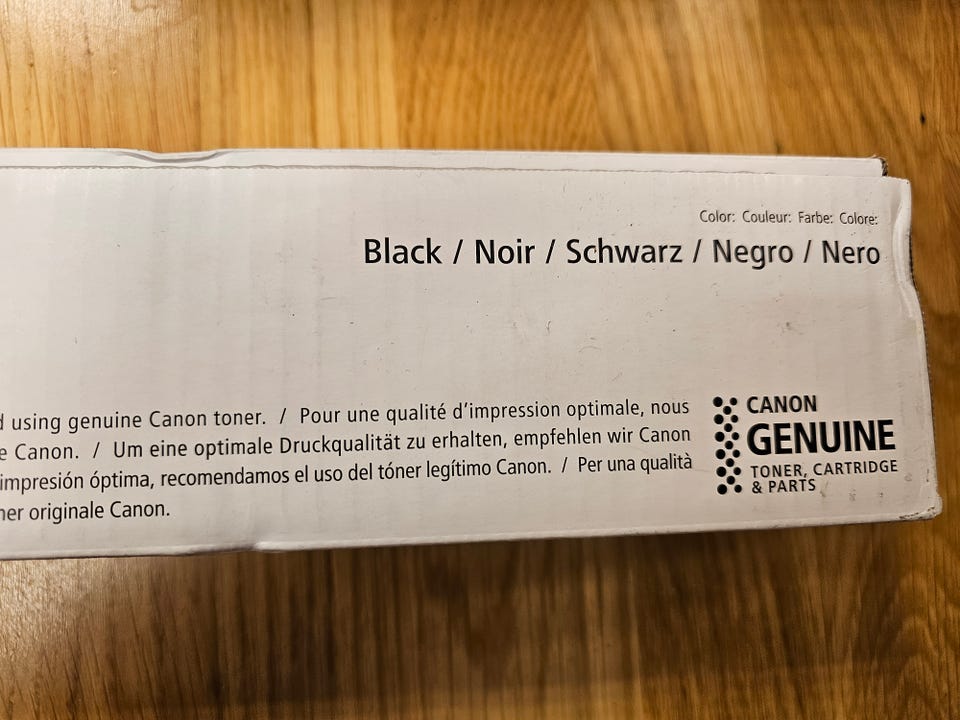 Color: Couleur: Farbe: Colore:
Black / Noir / Schwarz / Negro / Nero
using genuine Canon toner. / Pour une qualité d'impression optimale, nous
Canon. / Um eine optimale Druckqualität zu erhalten, empfehlen wir Canon
impresión óptima, recomendamos el uso del tóner legítimo Canon. / Per una qualità
originale Canon.
CANON
GENUINE
TONER, CARTRIDGE
& PARTS